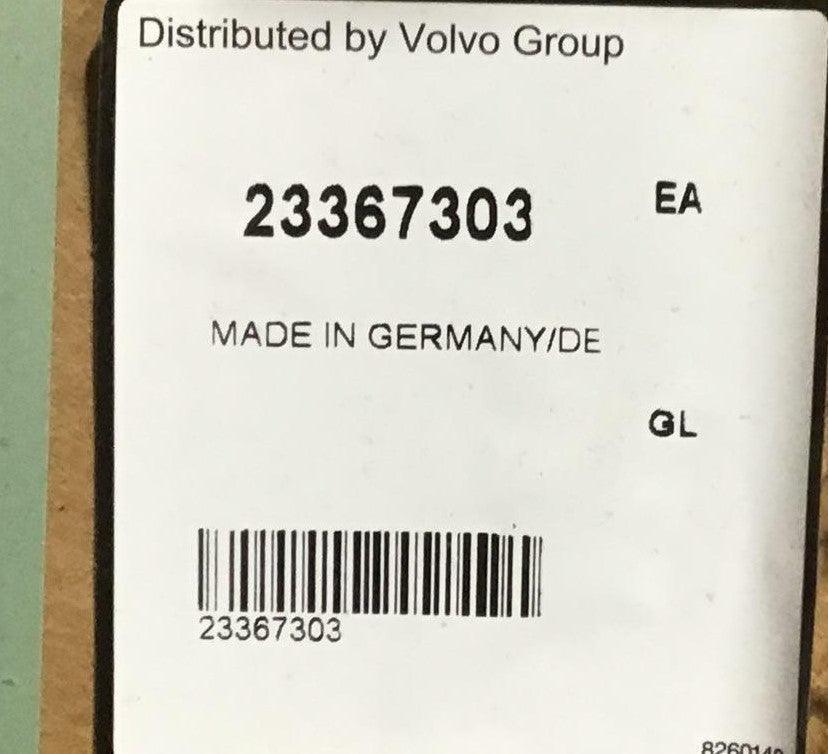 Distributed by Volvo Group
23367303 EA
MADE IN GERMANY/DE
GL
23367303